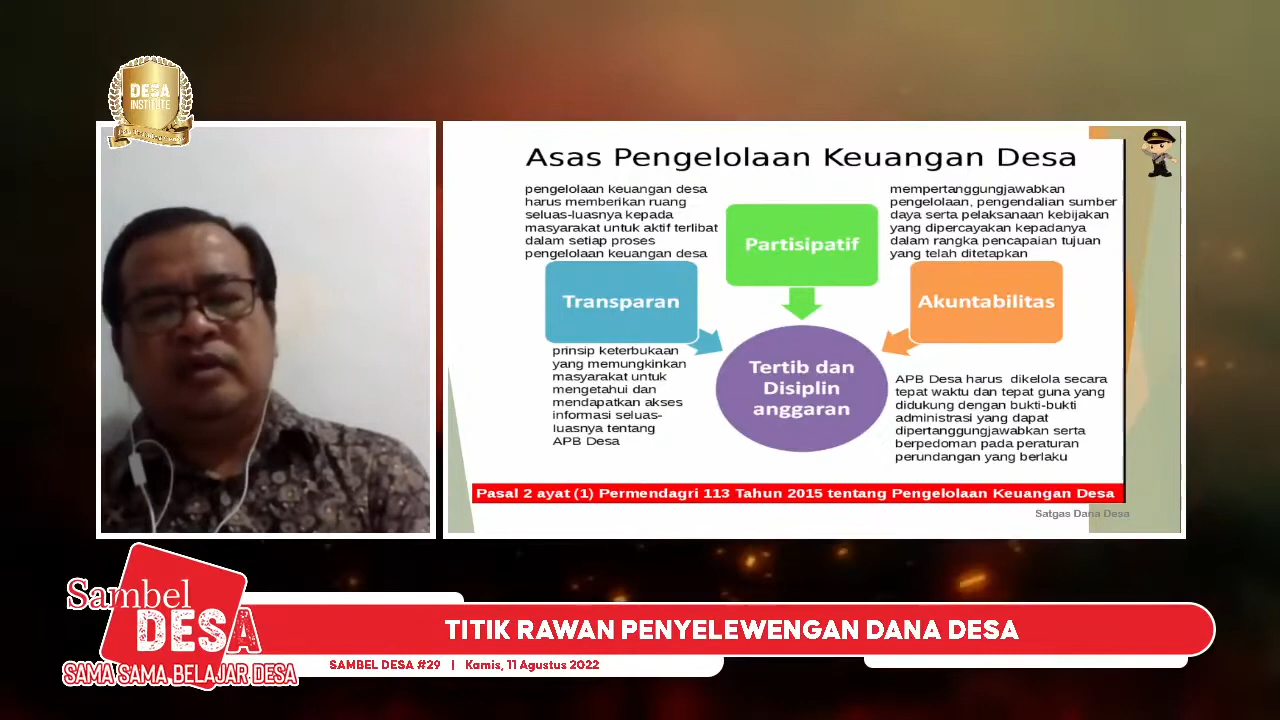 DESA
INSTITUTE
Asas Pengelolaan Keuangan Desa
pengelolaan keuangan desa
harus memberikan ruang
seluas-luasnya kepada
masyarakat untuk aktif terlibat
dalam setiap proses
pengelolaan keuangan desa
Partisipatif
mempertanggungjawabkan
pengelolaan, pengendalian sumber
daya serta pelaksanaan kebijakan
yang dipercayakan kepadanya
dalam rangka pencapaian tujuan
yang telah ditetapkan
Transparan
Akuntabilitas
prinsip keterbukaan
yang memungkinkan
masyarakat untuk
mengetahui dan
mendapatkan akses
informasi seluas-
luasnya tentang
APB Desa
Tertib dan
Disiplin
anggaran
APB Desa harus dikelola secara
tepat waktu dan tepat guna yang
didukung dengan bukti-bukti
administrasi yang dapat
dipertanggungjawabkan serta
berpedoman pada peraturan
perundangan yang berlaku
Pasal 2 ayat (1) Permendagri 113 Tahun 2015 tentang Pengelolaan Keuangan Desa
Satgas Dana Desa
Sambel
DESA
SAMA SAMA BELAJAR DESA
TITIK RAWAN PENYELEWENGAN DANA DESA
SAMBEL DESA #29 | Kamis, 11 Agustus 2022